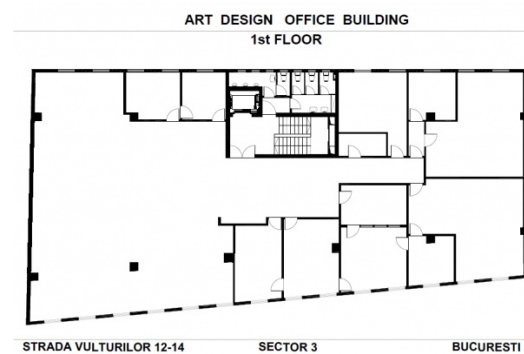 ART DESIGN OFFICE BUILDING
1st FLOOR
STRADA VULTURILOR 12-14 SECTOR 3 BUCURESTI